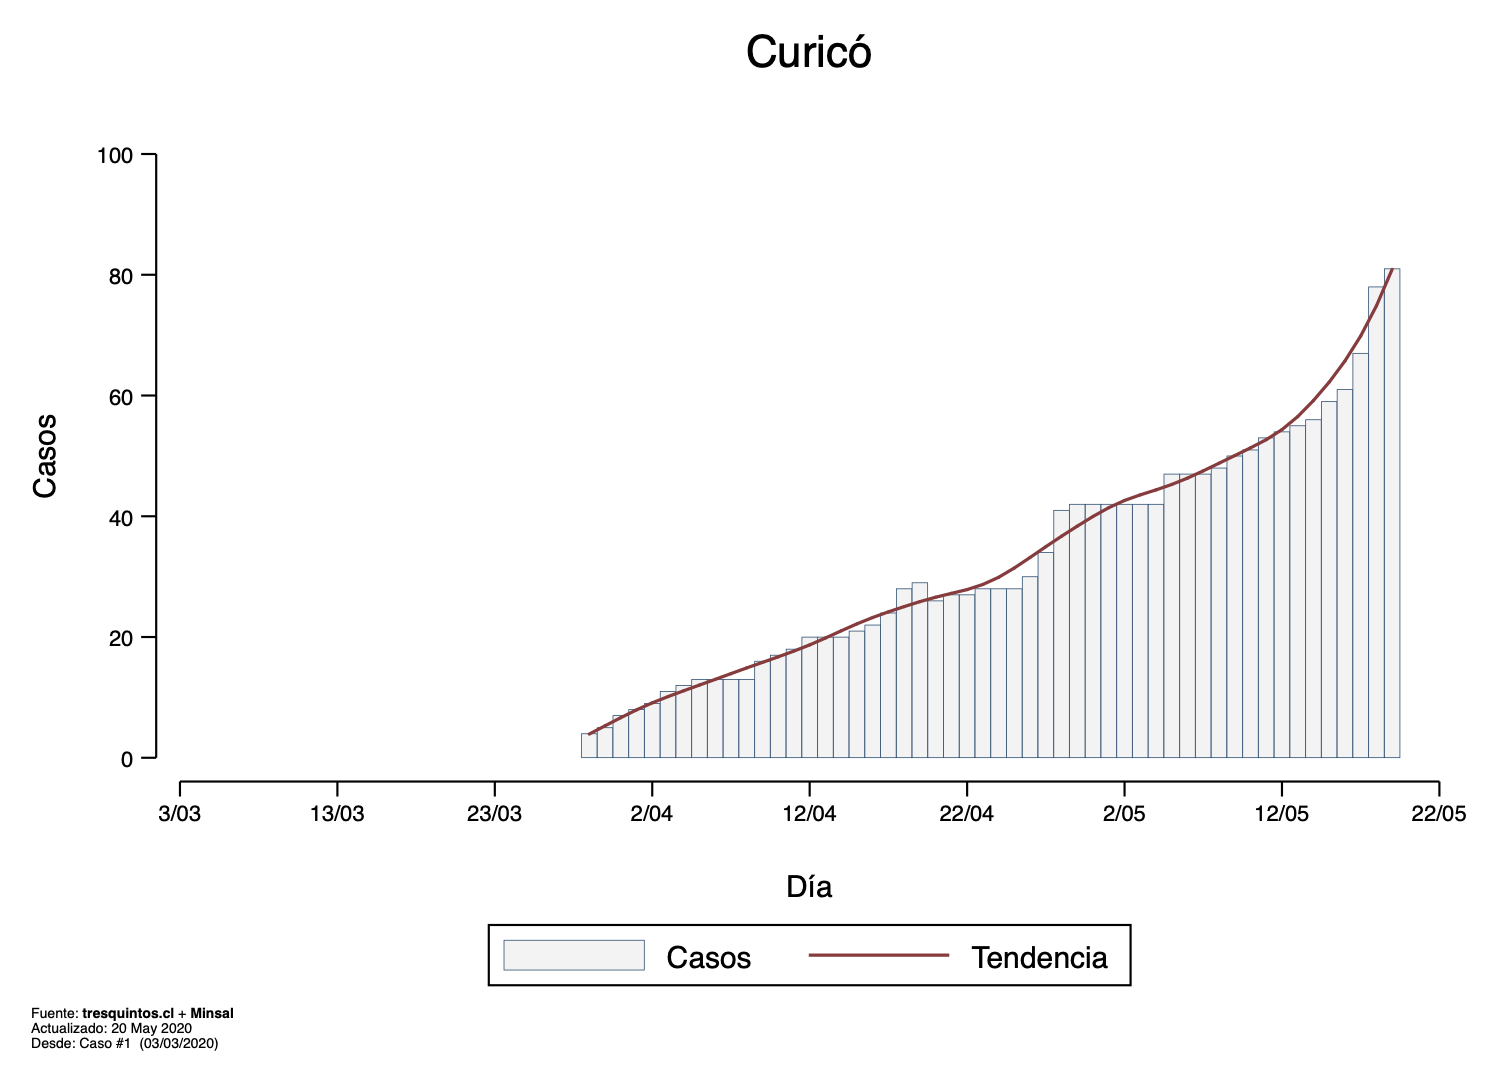 Curicó
100
80
60
40
20
0
Casos
3/03
13/03
23/03
2/04
12/04
22/04
2/05
12/05
22/05
Día
Casos
Tendencia
Fuente: tresquintos.cl + Minsal
Actualizado: 20 May 2020
Desde: Caso #1 (03/03/2020)